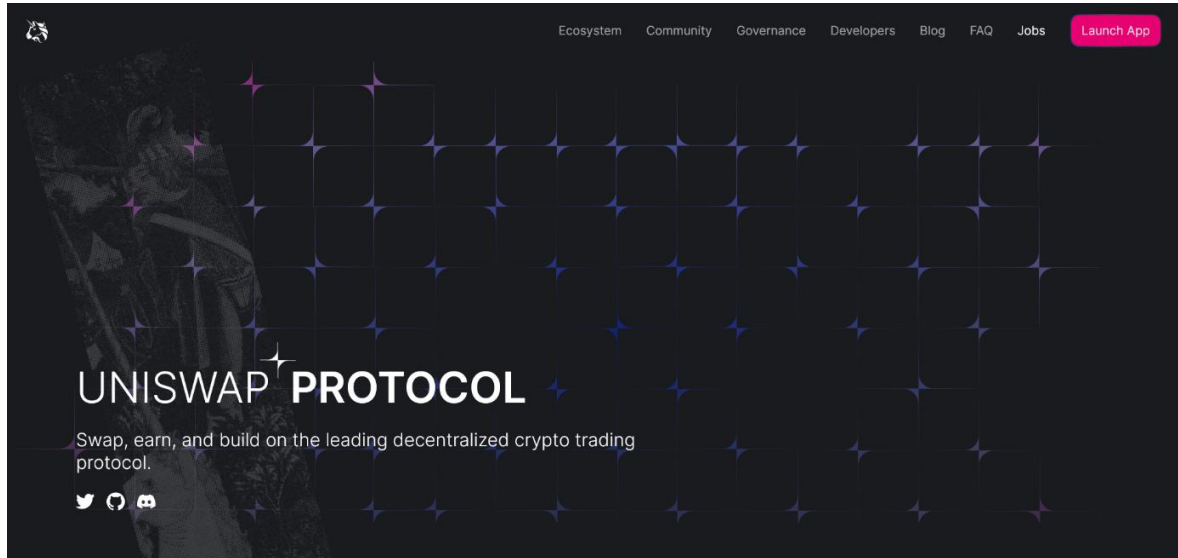 Ecosystem Community Governance Developers Blog FAQ Jobs Launch App
UNISWAP PROTOCOL
Swap, earn, and build on the leading decentralized crypto trading
protocol.